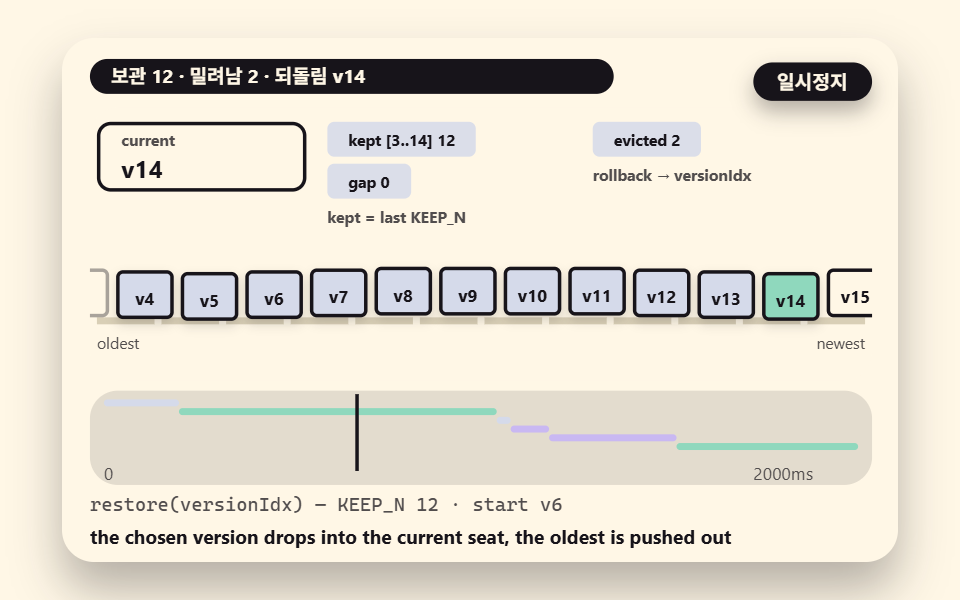 보관 12 · 밀려남 2 · 되돌림 v14
일시정지
current
v14
kept [3..14] 12
gap 0
kept = last KEEP_N
evicted 2
rollback → versionIdx
v4 v5 v6 v7 v8 v9 v10 v11 v12 v13 v14 v15
oldest
newest
0
2000ms
restore(versionIdx) — KEEP_N 12 · start v6
the chosen version drops into the current seat, the oldest is pushed out